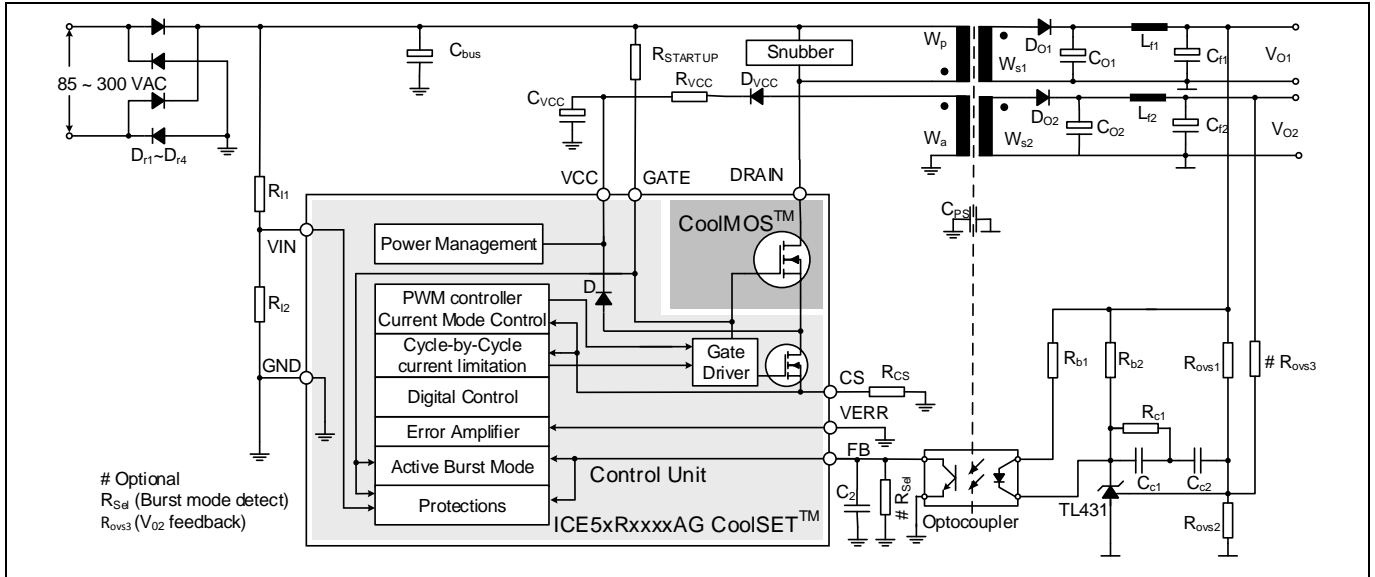 85 ~ 300 VAC
Dr1~Dr4
Cbus
RSTARTUP
Snubber
RVCC
DVCC
CVCC
Wp
Ws1
Wa
Ws2
DO1
CO1
Lf1
Cf1
VO1
DO2
CO2
Lf2
Cf2
VO2
RI1
VIN
RI2
GND
VCC
GATE
DRAIN
CPS
CoolMOS™
Power Management
D
PWM controller
Current Mode Control
Cycle-by-Cycle
current limitation
Digital Control
Error Amplifier
Active Burst Mode
Protections
Gate
Driver
Control Unit
ICE5xRxxxxAG CoolSET™
CS
RCS
VERR
FB
C2
# RSel
Optocoupler
Rb1
Rb2
Rovs1
# Rovs3
Rc1
Cc1
Cc2
TL431
Rovs2
# Optional
RSel (Burst mode detect)
Rovs3 (V02 feedback)